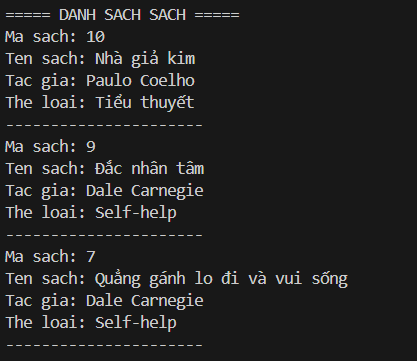 ===== DANH SACH SACH =====
Ma sach: 10
Ten sach: Nhà giả kim
Tac gia: Paulo Coelho
The loai: Tiểu thuyết
----------------------
Ma sach: 9
Ten sach: Đắc nhân tâm
Tac gia: Dale Carnegie
The loai: Self-help
----------------------
Ma sach: 7
Ten sach: Quẳng gánh lo đi và vui sống
Tac gia: Dale Carnegie
The loai: Self-help
----------------------